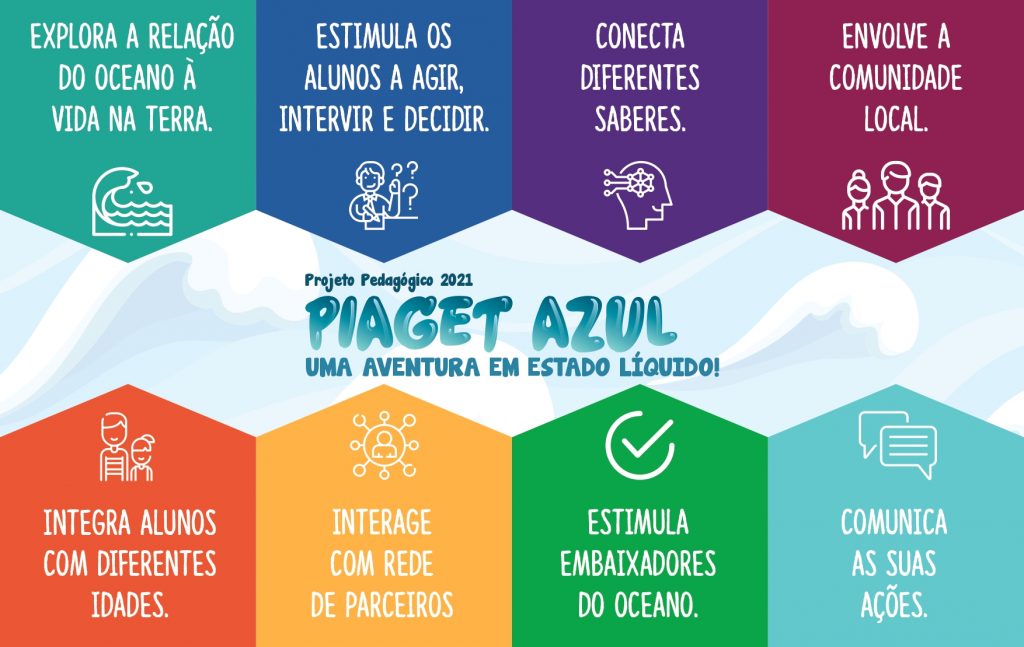 EXPLORA A RELAÇÃO
DO OCEANO À
VIDA NA TERRA.
ESTIMULA OS
ALUNOS A AGIR,
INTERVIR E DECIDIR.
CONECTA
DIFERENTES
SABERES.
ENVOLVE A
COMUNIDADE
LOCAL.
Projeto Pedagógico 2021
PIAGET AZUL
UMA AVENTURA EM ESTADO LÍQUIDO!
INTEGRA ALUNOS
COM DIFERENTES
IDADES.
INTERAGE
COM REDE
DE PARCEIROS
ESTIMULA
EMBAIXADORES
DO OCEANO.
COMUNICA
AS SUAS
AÇÕES.